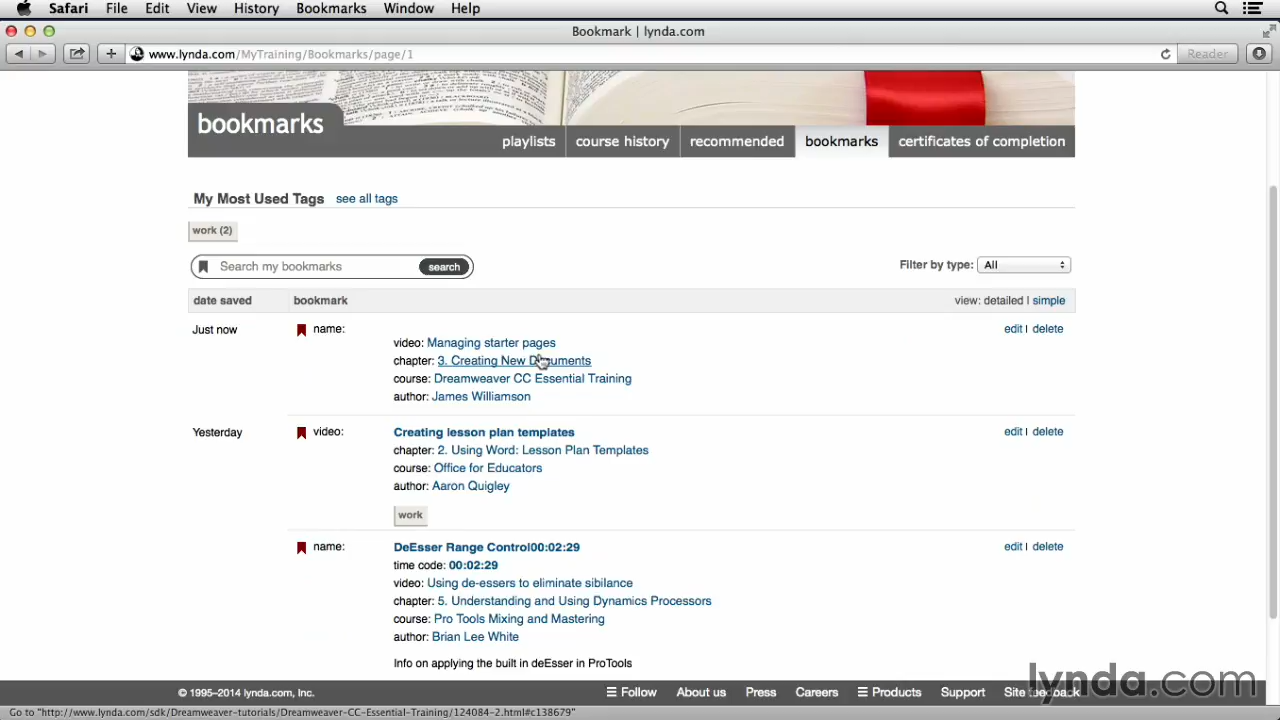 Safari File Edit View History Bookmarks Window Help
Bookmark | lynda.com
www.lynda.com/MyTraining/Bookmarks/page/1
Reader
bookmarks
playlists course history recommended bookmarks certificates of completion
My Most Used Tags see all tags
work (2)
Search my bookmarks search
Filter by type: All
date saved bookmark view: detailed | simple
Just now name: edit | delete
video: Managing starter pages
chapter: 3. Creating New Documents
course: Dreamweaver CC Essential Training
author: James Williamson
Yesterday video: Creating lesson plan templates edit | delete
chapter: 2. Using Word: Lesson Plan Templates
course: Office for Educators
author: Aaron Quigley
work
name: DeEsser Range Control00:02:29 edit | delete
time code: 00:02:29
video: Using de-essers to eliminate sibilance
chapter: 5. Understanding and Using Dynamics Processors
course: Pro Tools Mixing and Mastering
author: Brian Lee White
Info on applying the built in deEsser in ProTools
© 1995-2014 lynda.com, Inc. Follow About us Press Careers Products Support Site feedback
lynda.com
Go to "http://www.lynda.com/sdk/Dreamweaver-tutorials/Dreamweaver-CC-Essential-Training/124084-2.html#c138679"